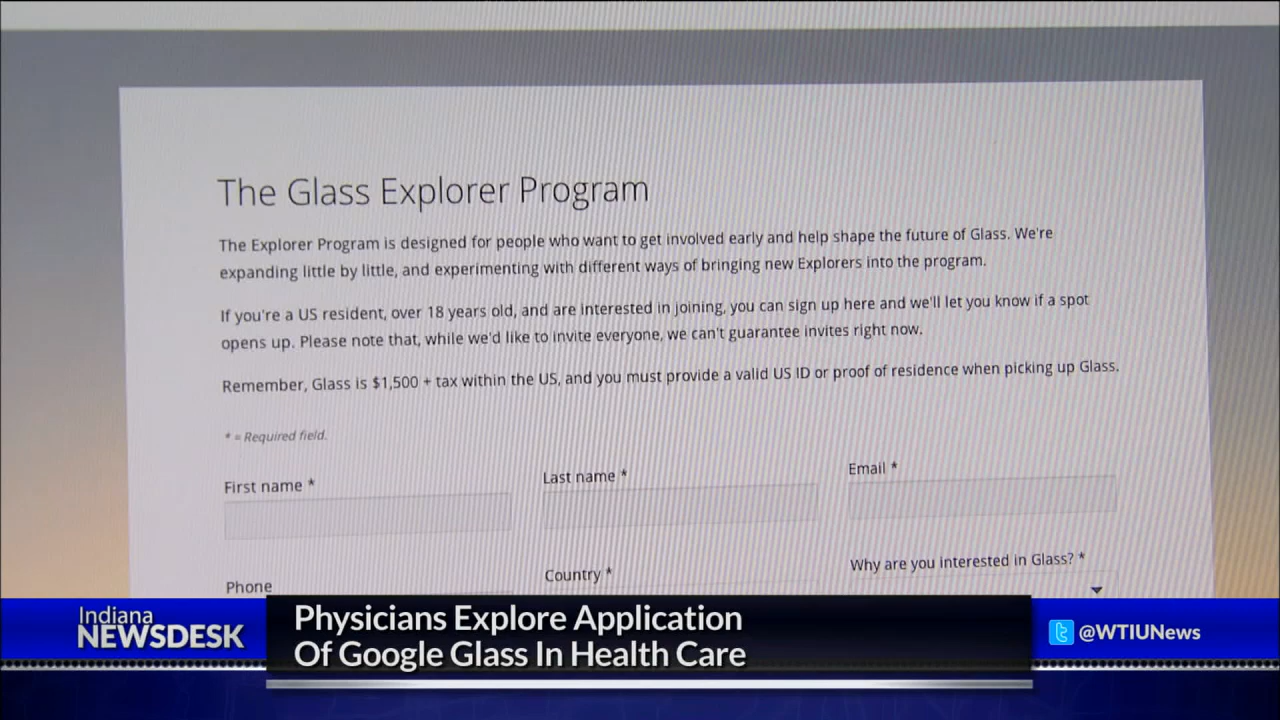 The Glass Explorer Program
The Explorer Program is designed for people who want to get involved early and help shape the future of Glass. We're
expanding little by little, and experimenting with different ways of bringing new Explorers into the program.
If you're a US resident, over 18 years old, and are interested in joining, you can sign up here and we'll let you know if a spot
opens up. Please note that, while we'd like to invite everyone, we can't guarantee invites right now.
Remember, Glass is $1,500 + tax within the US, and you must provide a valid US ID or proof of residence when picking up Glass.
* = Required field.
First name *
Last name *
Email *
Phone
Country *
Why are you interested in Glass? *
Indiana
NEWSDESK
Physicians Explore Application
Of Google Glass In Health Care
@WTIUNews